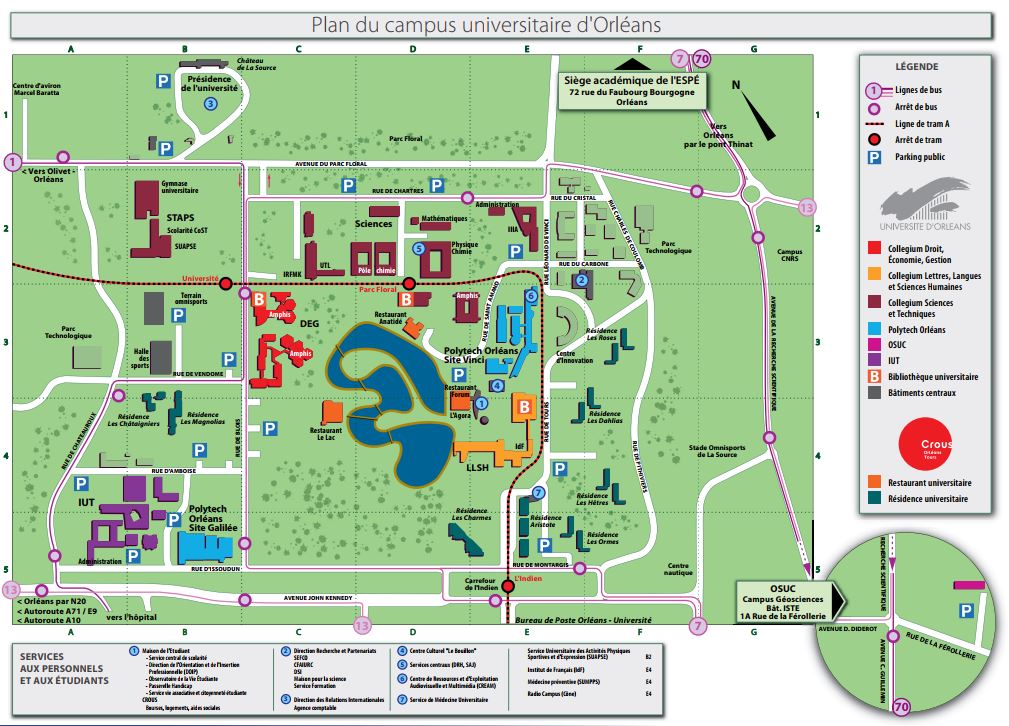 Plan du campus universitaire d'Orléans
A B C D E F G
Château
de La Source
Présidence
de l'université
3
P
Centre d'aviron
Marcel Baratta
1
Siège académique de l'ESPÉ
72 rue du Faubourg Bourgogne
Orléans
7 70
N
Vers
Orléans
par le pont Thinat
Parc Floral
P
1
< Vers Olivet -
Orléans
AVENUE DU PARC FLORAL
P P
RUE DE CHARTRES
RUE DU CRISTAL
13
Gymnase
universitaire
STAPS
Scolarité CoST
SUAPSE
2
Sciences
Mathématiques
Administration
IIIA
Physique
Chimie
5
UTL
IRFMK
Pôle chimie
P
RUE LÉONARD DE VINCI
RUE CHARLES DE COULOMB
Parc
Technologique
Campus
CNRS
RUE DU CARBONE
2
Université
Parc Floral
Terrain
omnisports
P
B
Amphis
DEG
Amphis
B
Restaurant
Anatidé
Amphis
RUE DE SAINT AMAND
6
Polytech Orléans
Site Vinci
P
Centre
d'Innovation
Résidence
Les Roses
AVENUE DE LA RECHERCHE SCIENTIFIQUE
3
Parc
Technologique
Halle
des
sports
P
RUE DE VENDOME
4
Restaurant
Forum
1
L'Agora
B
RUE DE TOURS
Résidence
Les Dahlias
Résidence
Les Châtaigniers
Résidence
Les Magnolias
RUE DE BLOIS
P
Restaurant
Le Lac
RUE DE CHATEAUROUX
4
P
IdF
LLSH
RUE DE PITHIVIERS
Stade Omnisports
de La Source
RUE D'AMBOISE
P
P
P
IUT
7
Résidence
Les Hêtres
Polytech
Orléans
Site Galilée
P
Résidence
Les Charmes
Résidence
Aristote
P
Résidence
Les Ormes
Administration
P
5
RUE D'ISSOUDUN
RUE DE MONTARGIS
Centre
nautique
13
Carrefour
de l'Indien
L'Indien
AVENUE JOHN KENNEDY
< Orléans par N20
< Autoroute A71 / E9
< Autoroute A10
vers l'hôpital
13
Bureau de Poste Orléans - Université
7
A B C D E F G
LÉGENDE
1 Lignes de bus
Arrêt de bus
Ligne de tram A
Arrêt de tram
P Parking public
UNIVERSITÉ D'ORLÉANS
Collegium Droit,
Économie, Gestion
Collegium Lettres, Langues
et Sciences Humaines
Collegium Sciences
et Techniques
Polytech Orléans
OSUC
IUT
B Bibliothèque universitaire
Bâtiments centraux
Crous
Orléans
Tours
Restaurant universitaire
Résidence universitaire
OSUC
Campus Géosciences
Bât. ISTE
1A Rue de la Férollerie
RECHERCHE SCIENTIFIQUE
P
AVENUE D. DIDEROT
RUE DE LA FÉROLLERIE
AVENUE C. GUILLEMIN
70
SERVICES
AUX PERSONNELS
ET AUX ÉTUDIANTS
1 Maison de l'Etudiant
- Service central de scolarité
- Direction de l'Orientation et de l'Insertion
Professionnelle (DOIP)
- Observatoire de la Vie Étudiante
- Passerelle Handicap
- Service vie associative et citoyenneté étudiante
CROUS
Bourses, logements, aides sociales
2 Direction Recherche et Partenariats
SEFCO
CFAIURC
DSI
Maison pour la science
Service Formation
3 Direction des Relations Internationales
Agence comptable
4 Centre Culturel "Le Bouillon"
5 Services centraux (DRH, SAJ)
6 Centre de Ressources et d'Exploitation
Audiovisuelle et Multimédia (CREAM)
7 Service de Médecine Universitaire
Service Universitaire des Activités Physiques
Sportives et d'Expression (SUAPSE) B2
Institut de Français (IdF) E4
Médecine préventive (SUMPPS) E4
Radio Campus (Cime) E4